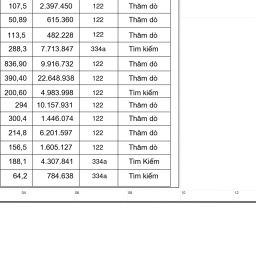 107,5 2.397.450 122 Thăm dò
50,89 615.360 122 Thăm dò
113,5 482.228 122 Thăm dò
288,3 7.713.847 334a Tìm kiếm
836,90 9.916.732 122 Thăm dò
390,40 22.648.938 122 Thăm dò
200,60 4.983.998 122 Tìm kiếm
294 10.157.931 122 Thăm dò
300,4 1.446.074 122 Thăm dò
214,8 6.201.597 122 Thăm dò
156,5 1.605.127 122 Thăm dò
188,1 4.307.841 334a Tìm Kiếm
64,2 784.638 334a Tìm kiếm
04 06 08 10 12